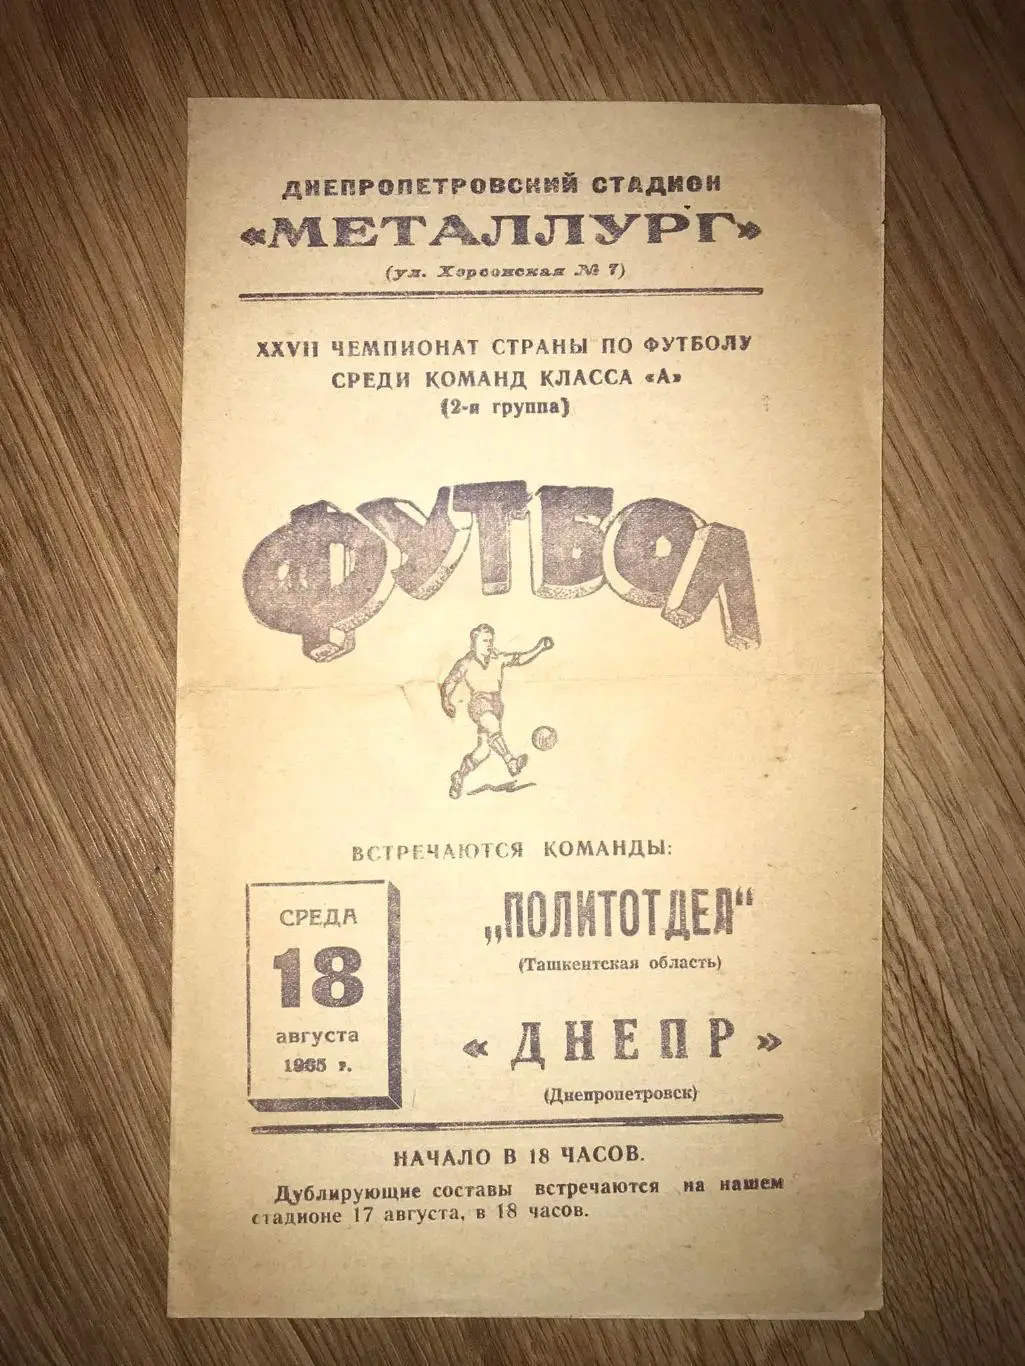 ДНЕПРОПЕТРОВСКИЙ СТАДИОН
«МЕТАЛЛУРГ»
(ул. Херсонская № 7)
XXVII ЧЕМПИОНАТ СТРАНЫ ПО ФУТБОЛУ
СРЕДИ КОМАНД КЛАССА «А»
(2-я группа)
ФУТБОЛ
ВСТРЕЧАЮТСЯ КОМАНДЫ:
СРЕДА
18
августа
1965 г.
„ПОЛИТОТДЕЛ"
(Ташкентская область)
«ДНЕПР»
(Днепропетровск)
НАЧАЛО В 18 ЧАСОВ.
Дублирующие составы встречаются на нашем
стадионе 17 августа, в 18 часов.